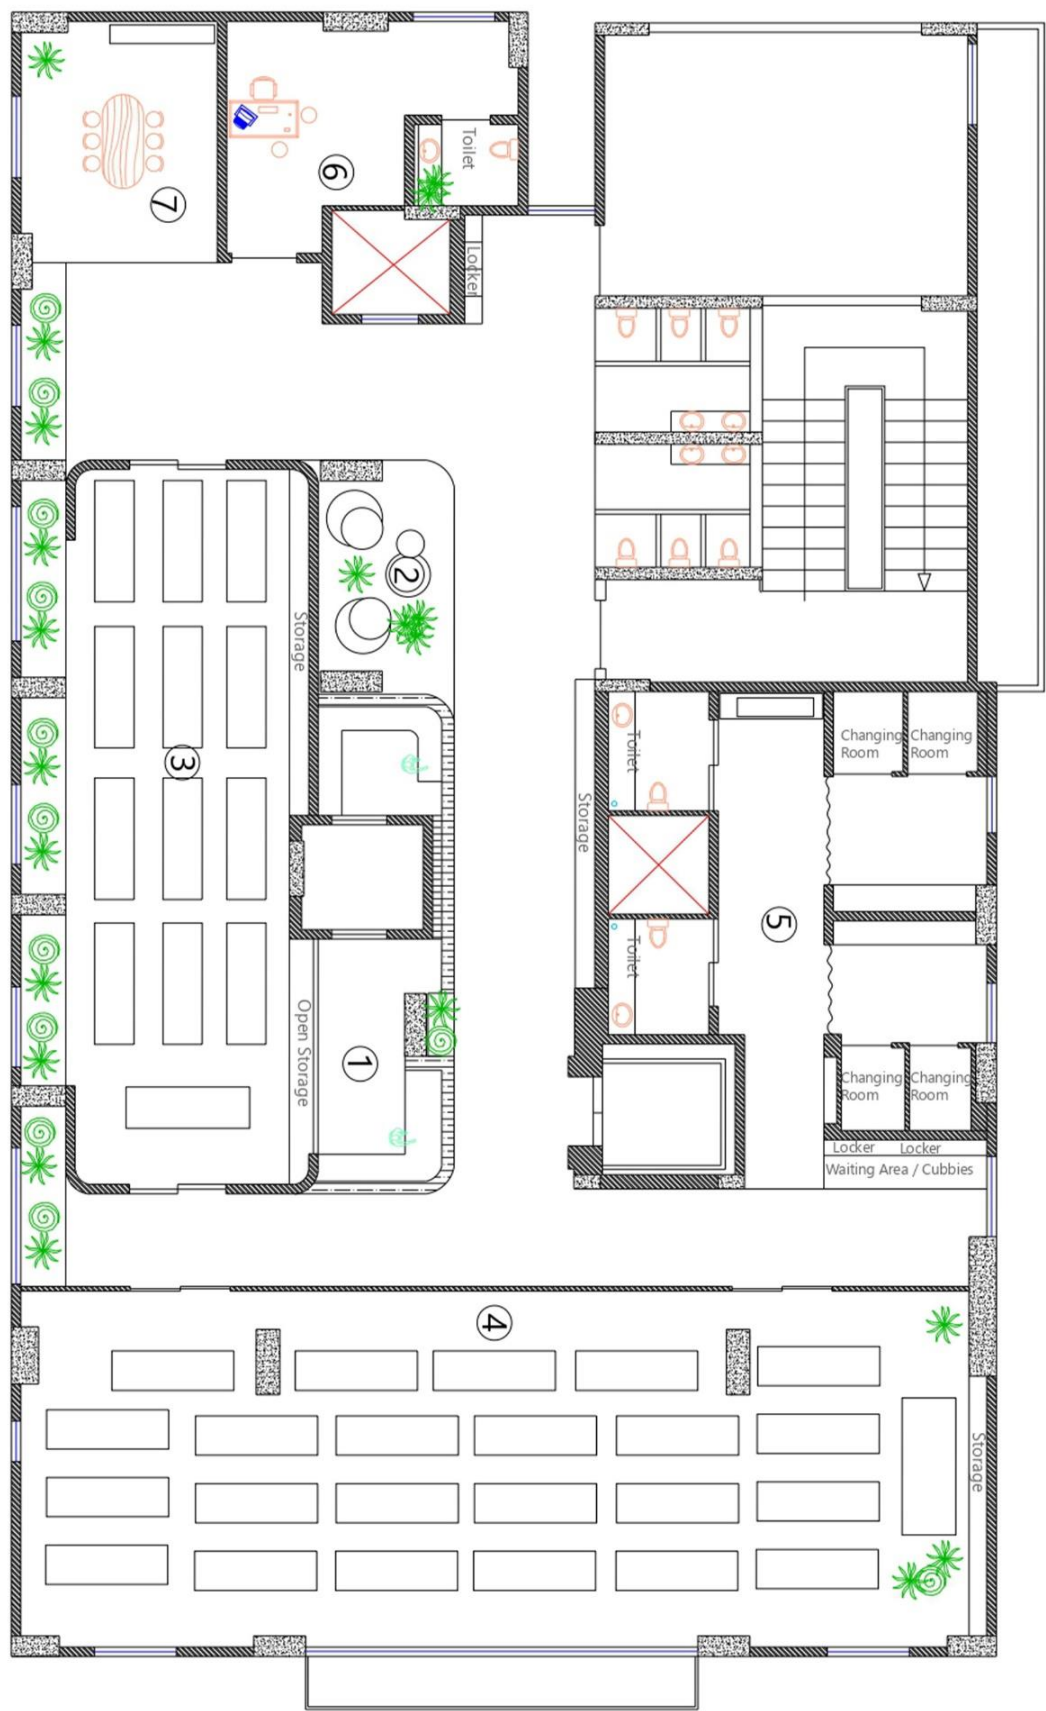 Toilet
6
7
Locker
2
Storage
3
Toilet
Changing
Room
Changing
Room
Storage
5
Toilet
Open Storage
1
Changing
Room
Changing
Room
Locker
Locker
Waiting Area / Cubbies
4
Storage